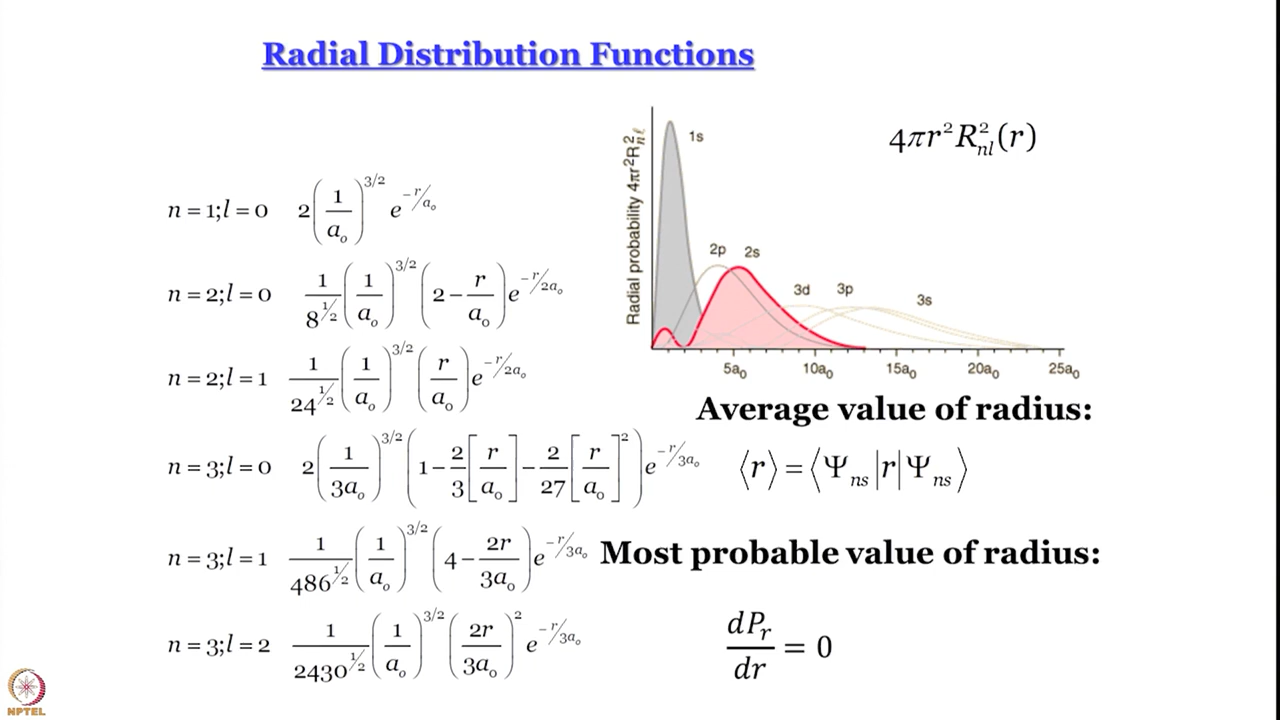 Radial Distribution Functions
4πr²R²ₙₗ(r)
Radial probability 4πr²R²ₙℓ
1s
2p 2s
3d 3p 3s
5a₀ 10a₀ 15a₀ 20a₀ 25a₀
n = 1; l = 0 2(1/aₒ)^3/2 e^(−r/aₒ)
n = 2; l = 0 1/8^½ (1/aₒ)^3/2 (2 − r/aₒ) e^(−r/2aₒ)
n = 2; l = 1 1/24^½ (1/aₒ)^3/2 (r/aₒ) e^(−r/2aₒ)
n = 3; l = 0 2(1/3aₒ)^3/2 (1 − 2/3 [r/aₒ] − 2/27 [r/aₒ]²) e^(−r/3aₒ)
n = 3; l = 1 1/486^½ (1/aₒ)^3/2 (4 − 2r/3aₒ) e^(−r/3aₒ)
n = 3; l = 2 1/2430^½ (1/aₒ)^3/2 (2r/3aₒ)² e^(−r/3aₒ)
Average value of radius:
⟨r⟩ = ⟨Ψₙₛ|r|Ψₙₛ⟩
Most probable value of radius:
dPᵣ/dr = 0
NPTEL